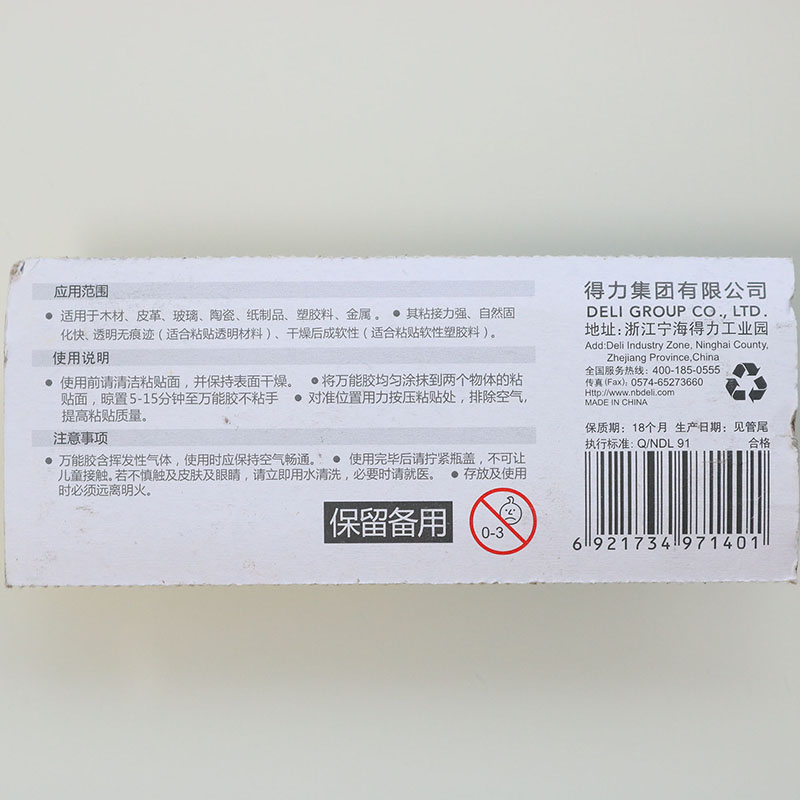 应用范围
● 适用于木材、皮革、玻璃、陶瓷、纸制品、塑胶料、金属 。 ● 其粘接力强、自然固
化快、透明无痕迹（适合粘贴透明材料）、干燥后成软性（适合粘贴软性塑胶料）。
使用说明
● 使用前请清洁粘贴面，并保持表面干燥。 ● 将万能胶均匀涂抹到两个物体的粘
贴面，晾置5-15分钟至万能胶不粘手 ● 对准位置用力按压粘贴处，排除空气，
提高粘贴质量。
注意事项
● 万能胶含挥发性气体，使用时应保持空气畅通。 ● 使用完毕后请拧紧瓶盖，不可让
儿童接触。若不慎触及皮肤及眼睛，请立即用水清洗，必要时请就医。 ● 存放及使用
时必须远离明火。
保留备用
0-3
得力集团有限公司
DELI GROUP CO., LTD.
地址: 浙江宁海得力工业园
Add:Deli Industry Zone, Ninghai County,
Zhejiang Province,China
全国服务热线: 400-185-0555
传真(Fax): 0574-65273660
Http://www.nbdeli.com
MADE IN CHINA
保质期: 18个月 生产日期: 见管尾
执行标准: Q/NDL 91 合格
6 921734 971401